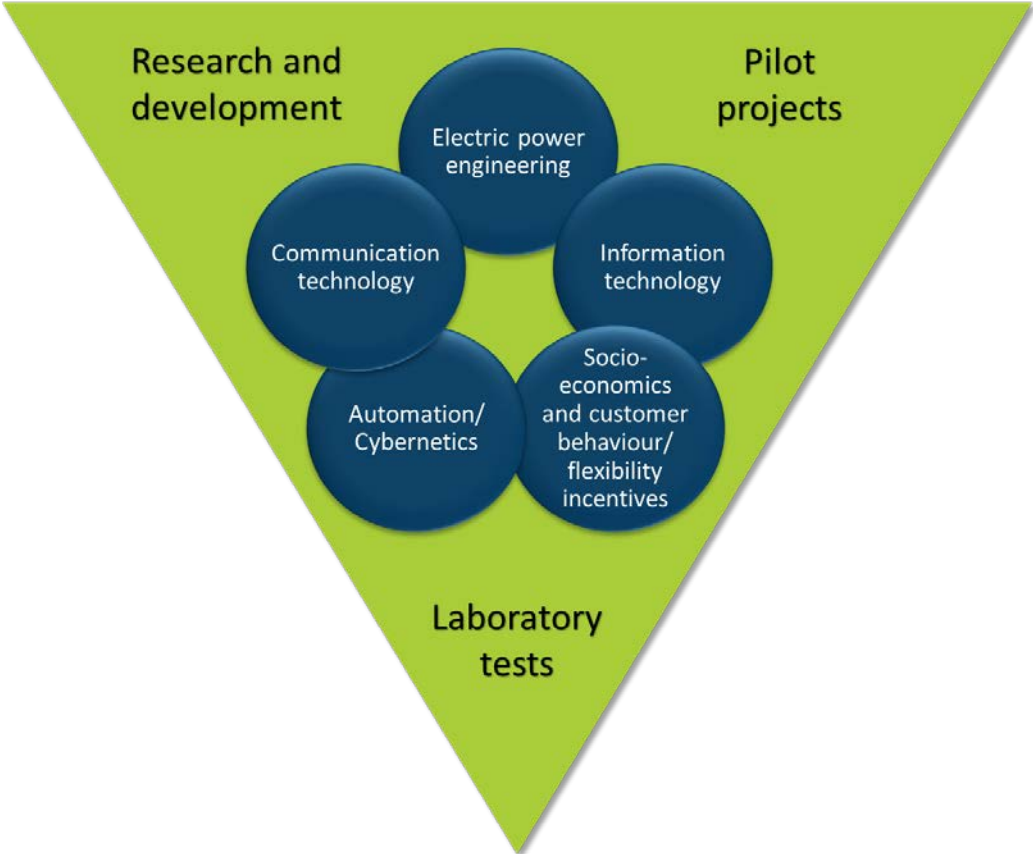 Research and
development
Pilot
projects
Electric power
engineering
Communication
technology
Information
technology
Automation/
Cybernetics
Socio-
economics
and customer
behaviour/
flexibility
incentives
Laboratory
tests